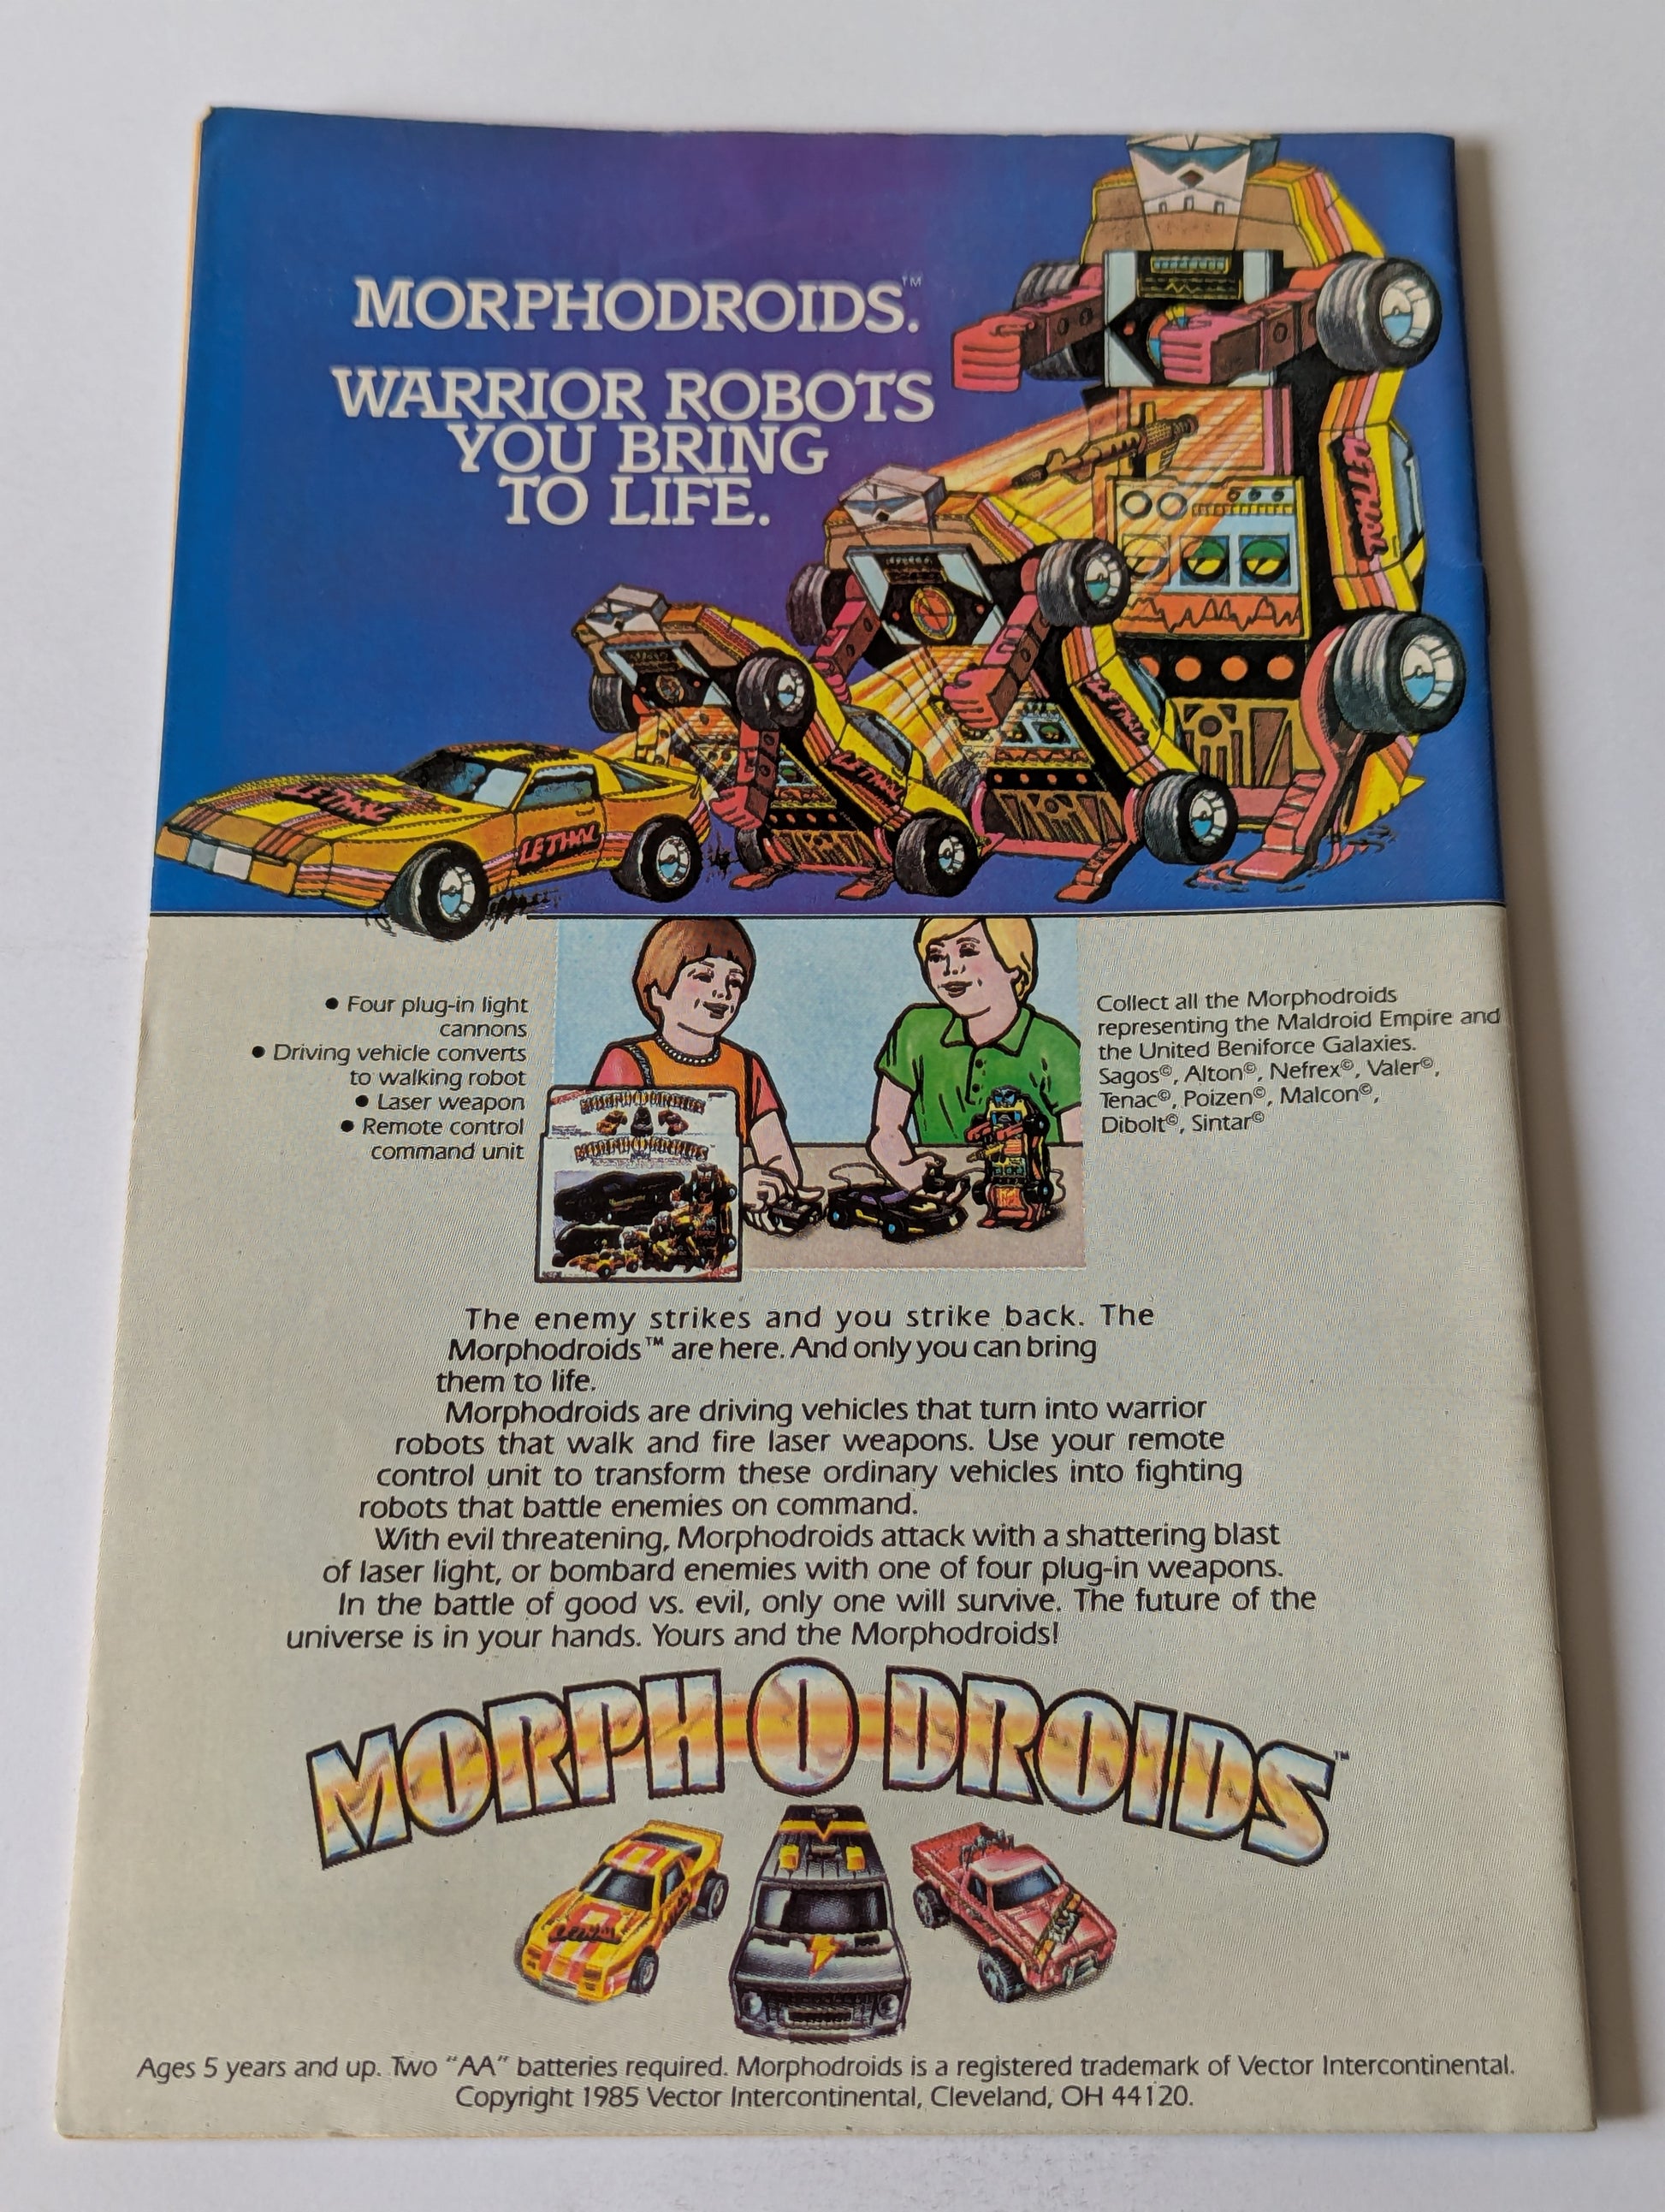 MORPHODROIDS.™
WARRIOR ROBOTS
YOU BRING
TO LIFE.
LETHAL
LETHAL
LETHAL
LETHAL
LETHAL
● Four plug-in light
cannons
● Driving vehicle converts
to walking robot
● Laser weapon
● Remote control
command unit
MORPHODROIDS
MORPHODROIDS
Collect all the Morphodroids
representing the Maldroid Empire and
the United Beniforce Galaxies.
Sagos©, Alton©, Nefrex©, Valer©,
Tenac©, Poizen©, Malcon©,
Dibolt©, Sintar©
The enemy strikes and you strike back. The
Morphodroids™ are here. And only you can bring
them to life.
Morphodroids are driving vehicles that turn into warrior
robots that walk and fire laser weapons. Use your remote
control unit to transform these ordinary vehicles into fighting
robots that battle enemies on command.
With evil threatening, Morphodroids attack with a shattering blast
of laser light, or bombard enemies with one of four plug-in weapons.
In the battle of good vs. evil, only one will survive. The future of the
universe is in your hands. Yours and the Morphodroids!
MORPH O DROIDS™
LETHAL
Ages 5 years and up. Two “AA” batteries required. Morphodroids is a registered trademark of Vector Intercontinental.
Copyright 1985 Vector Intercontinental, Cleveland, OH 44120.